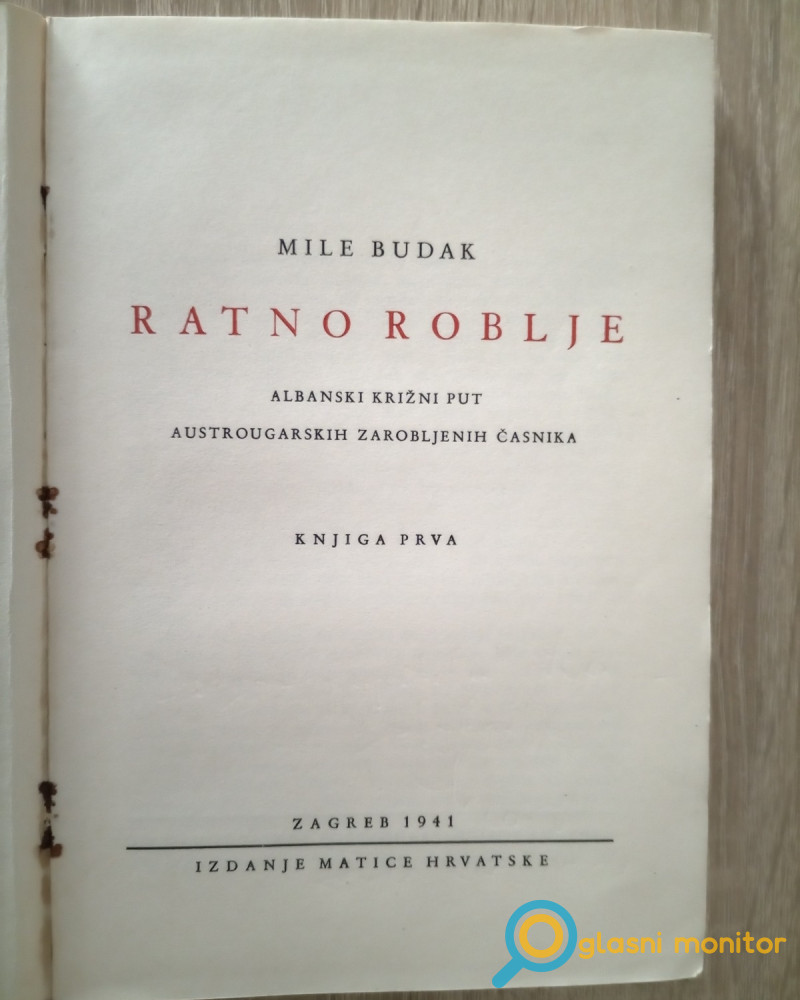 MILE BUDAK
RATNO ROBLJE
ALBANSKI KRIŽNI PUT
AUSTROUGARSKIH ZAROBLJENIH ČASNIKA
KNJIGA PRVA
ZAGREB 1941
IZDANJE MATICE HRVATSKE
Oglasni monitor